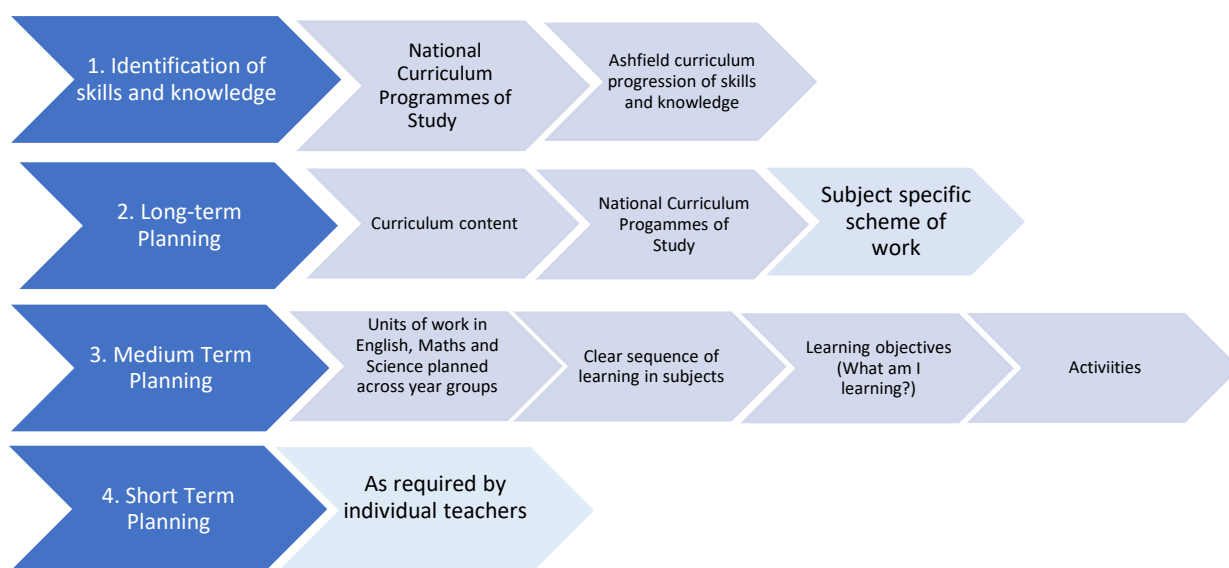 1. Identification of
skills and knowledge
National
Curriculum
Programmes of
Study
Ashfield curriculum
progression of skills
and knowledge
2. Long-term
Planning
Curriculum content
National Curriculum
Progammes of
Study
Subject specific
scheme of
work
3. Medium Term
Planning
Units of work in
English, Maths and
Science planned
across year groups
Clear sequence of
learning in subjects
Learning objectives
(What am I
learning?)
Activiities
4. Short Term
Planning
As required by
individual teachers